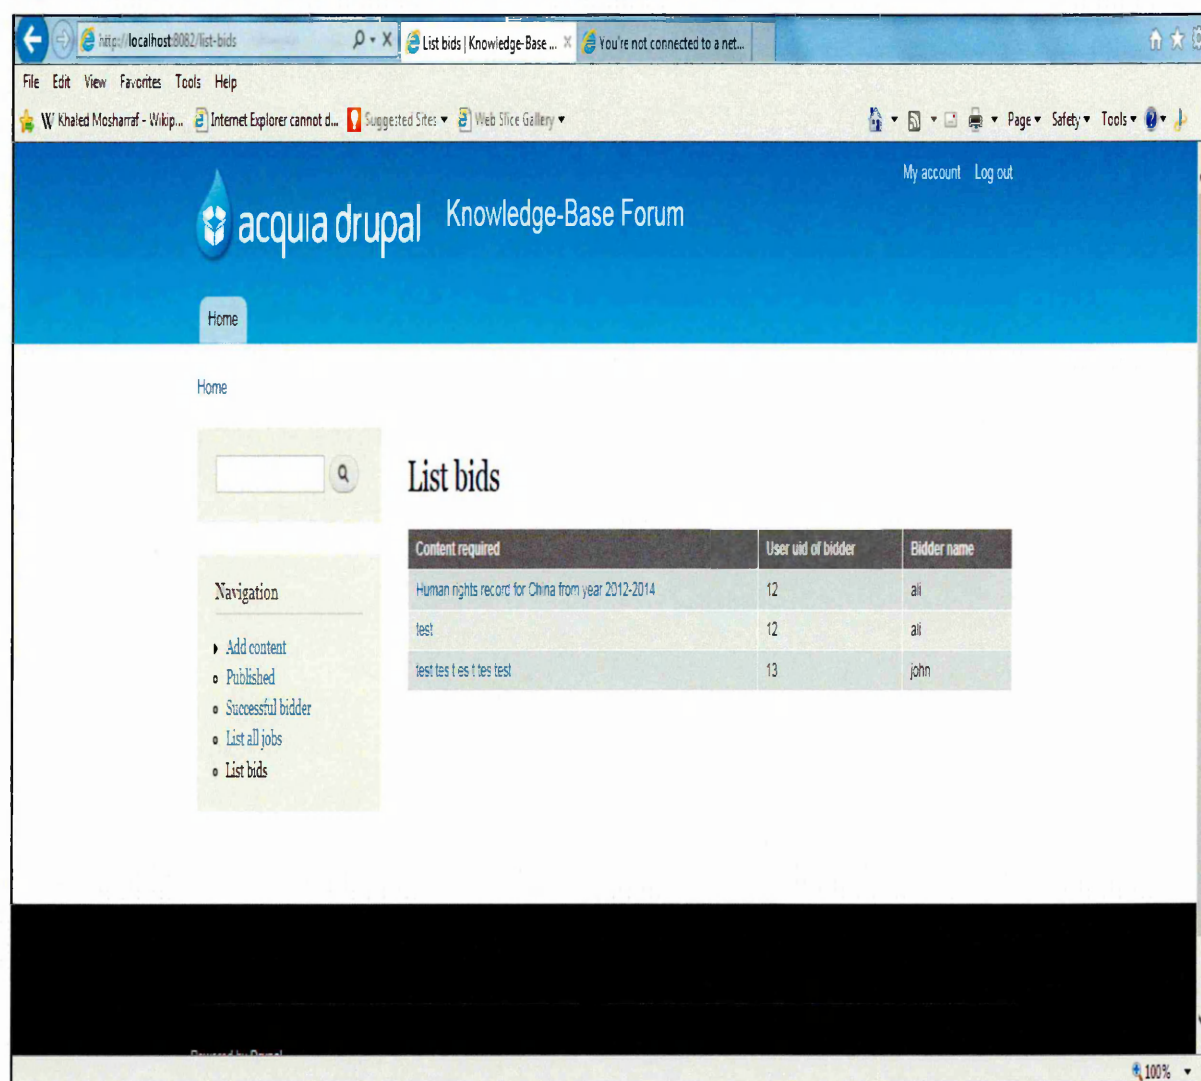 http://localhost:8082/list-bids
List bids | Knowledge-Base ...
You're not connected to a net...
File Edit View Favorites Tools Help
W Khaled Mosharraf - Wikip... Internet Explorer cannot d... Suggested Sites Web Slice Gallery Page Safety Tools
My account Log out
acquia drupal Knowledge-Base Forum
Home
Home
List bids
Content required User uid of bidder Bidder name
Human rights record for China from year 2012-2014 12 ali
test 12 ali
test tes t es t tes test 13 john
Navigation
Add content
Published
Successful bidder
List all jobs
List bids
Powered by Drupal
100%